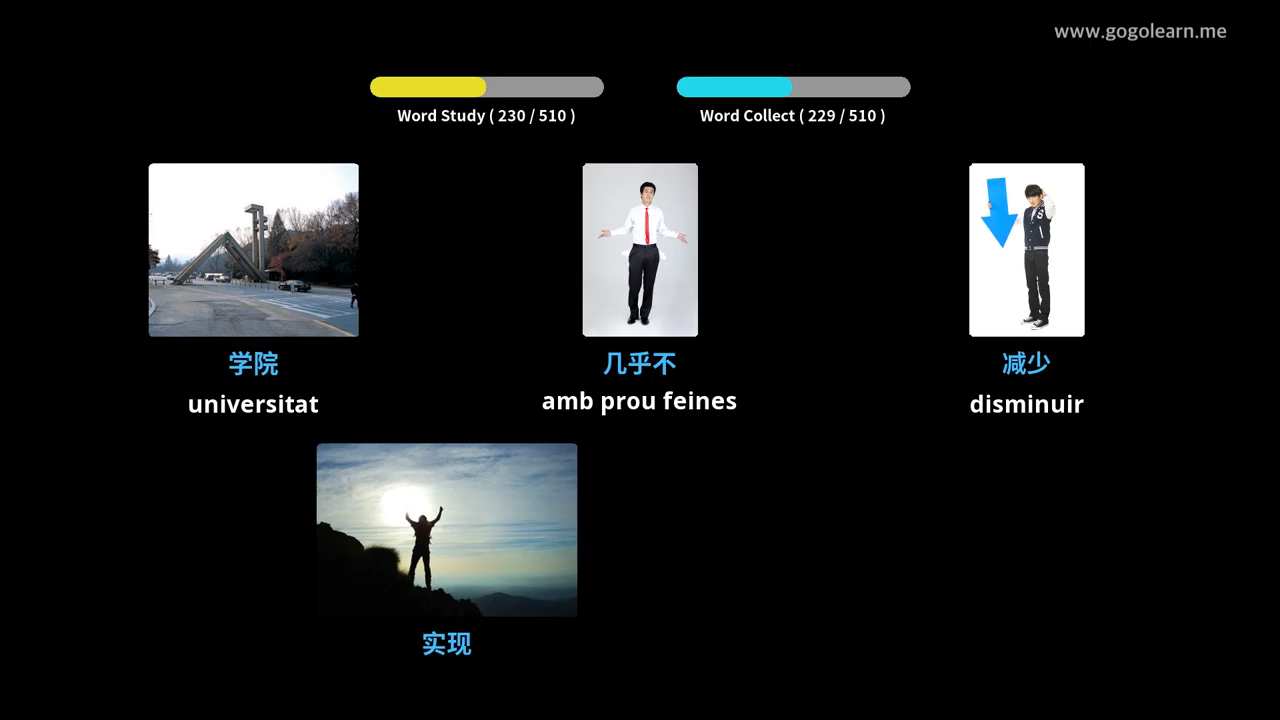 www.gogolearn.me
Word Study ( 230 / 510 )
Word Collect ( 229 / 510 )
学院
几乎不
减少
universitat
amb prou feines
disminuir
实现